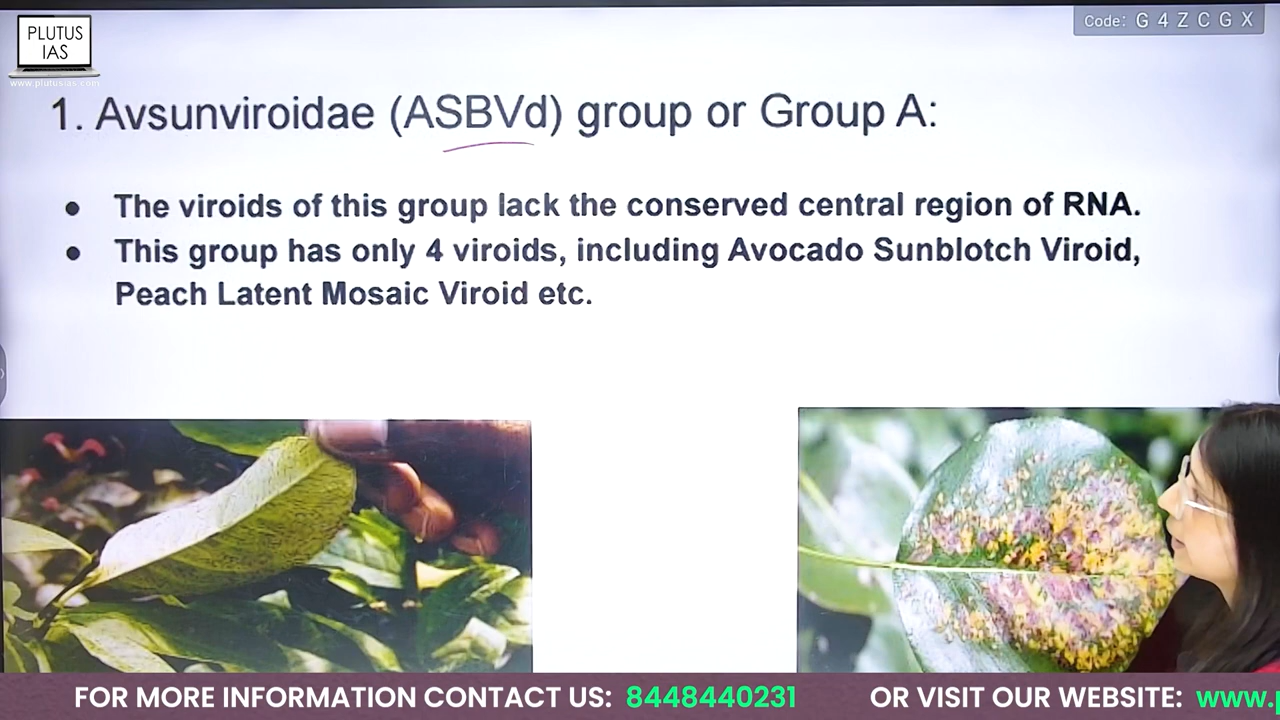 PLUTUS
IAS
www.plutusias.com
Code: G 4 Z C G X
1. Avsunviroidae (ASBVd) group or Group A:
● The viroids of this group lack the conserved central region of RNA.
● This group has only 4 viroids, including Avocado Sunblotch Viroid,
Peach Latent Mosaic Viroid etc.
FOR MORE INFORMATION CONTACT US: 8448440231 OR VISIT OUR WEBSITE: www.